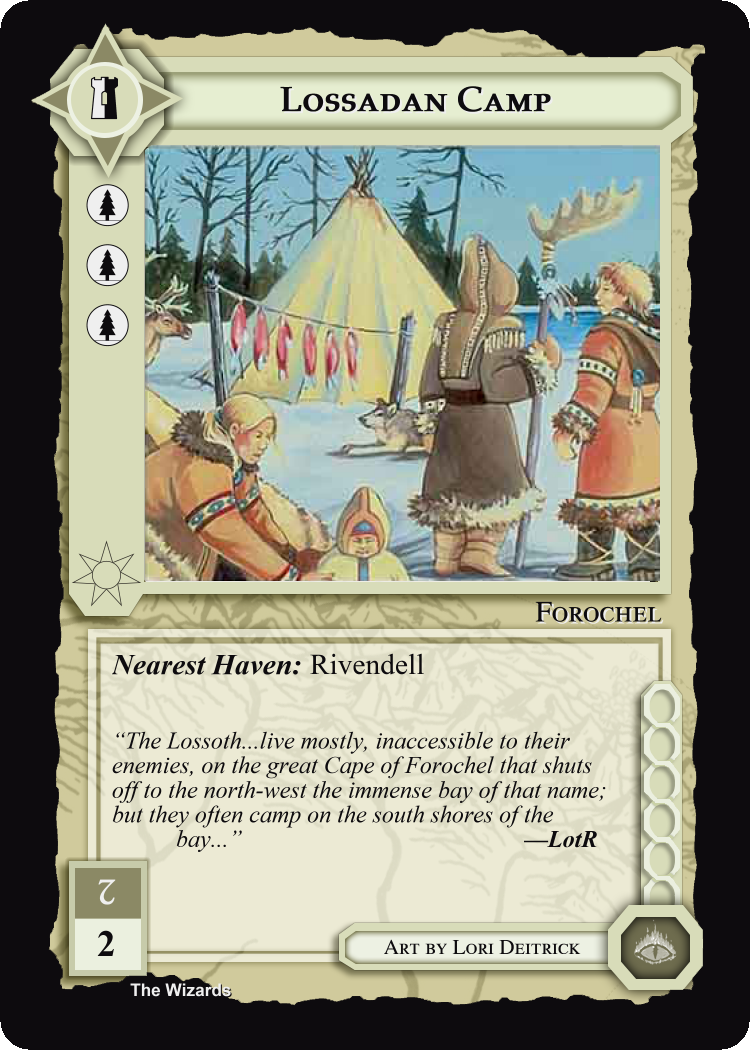 Lossadan Camp
Forochel
Nearest Haven: Rivendell
“The Lossoth...live mostly, inaccessible to their
enemies, on the great Cape of Forochel that shuts
off to the north-west the immense bay of that name;
but they often camp on the south shores of the
bay...” —LotR
2
2
Art by Lori Deitrick
The Wizards